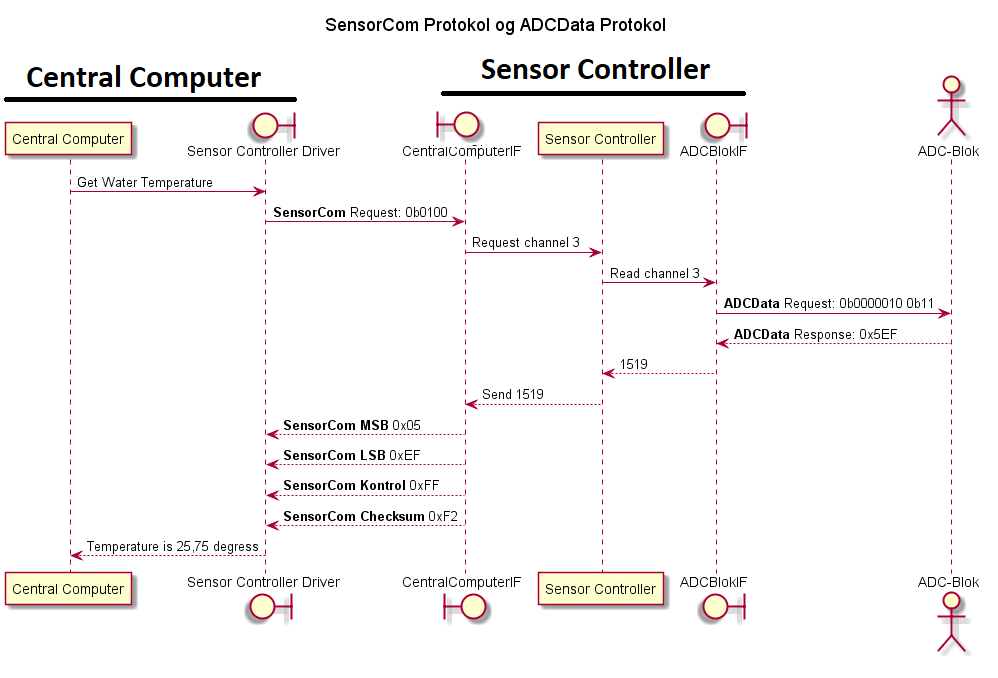 SensorCom Protokol og ADCData Protokol
Central Computer
Sensor Controller
Central Computer
Sensor Controller Driver
CentralComputerIF
Sensor Controller
ADCBlokIF
ADC-Blok
Get Water Temperature
SensorCom Request: 0b0100
Request channel 3
Read channel 3
ADCData Request: 0b0000010 0b11
ADCData Response: 0x5EF
1519
Send 1519
SensorCom MSB 0x05
SensorCom LSB 0xEF
SensorCom Kontrol 0xFF
SensorCom Checksum 0xF2
Temperature is 25,75 degress
Central Computer
Sensor Controller Driver
CentralComputerIF
Sensor Controller
ADCBlokIF
ADC-Blok